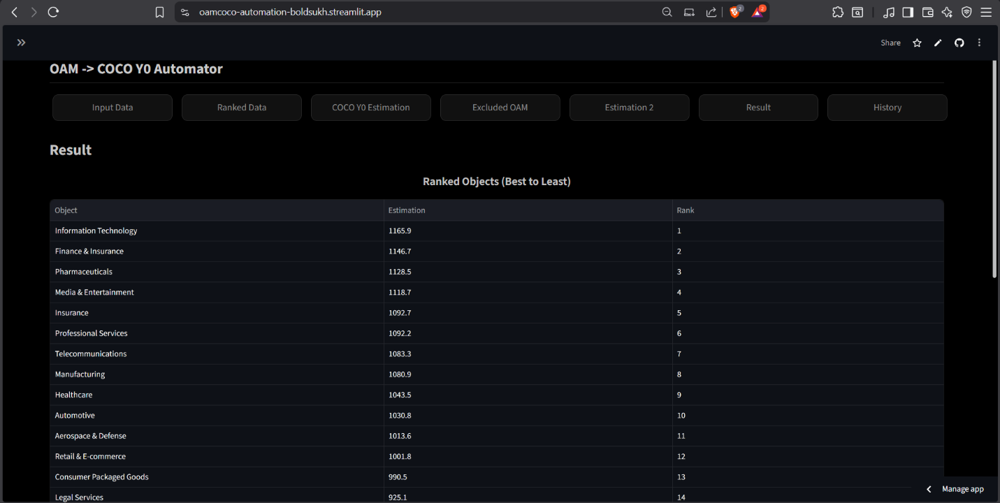 oamcoco-automation-boldsukh.streamlit.app
2
2
Share
OAM -> COCO Y0 Automator
Input Data
Ranked Data
COCO Y0 Estimation
Excluded OAM
Estimation 2
Result
History
Result
Ranked Objects (Best to Least)
Object Estimation Rank
Information Technology 1165.9 1
Finance & Insurance 1146.7 2
Pharmaceuticals 1128.5 3
Media & Entertainment 1118.7 4
Insurance 1092.7 5
Professional Services 1092.2 6
Telecommunications 1083.3 7
Manufacturing 1080.9 8
Healthcare 1043.5 9
Automotive 1030.8 10
Aerospace & Defense 1013.6 11
Retail & E-commerce 1001.8 12
Consumer Packaged Goods 990.5 13
Legal Services 925.1 14
Manage app